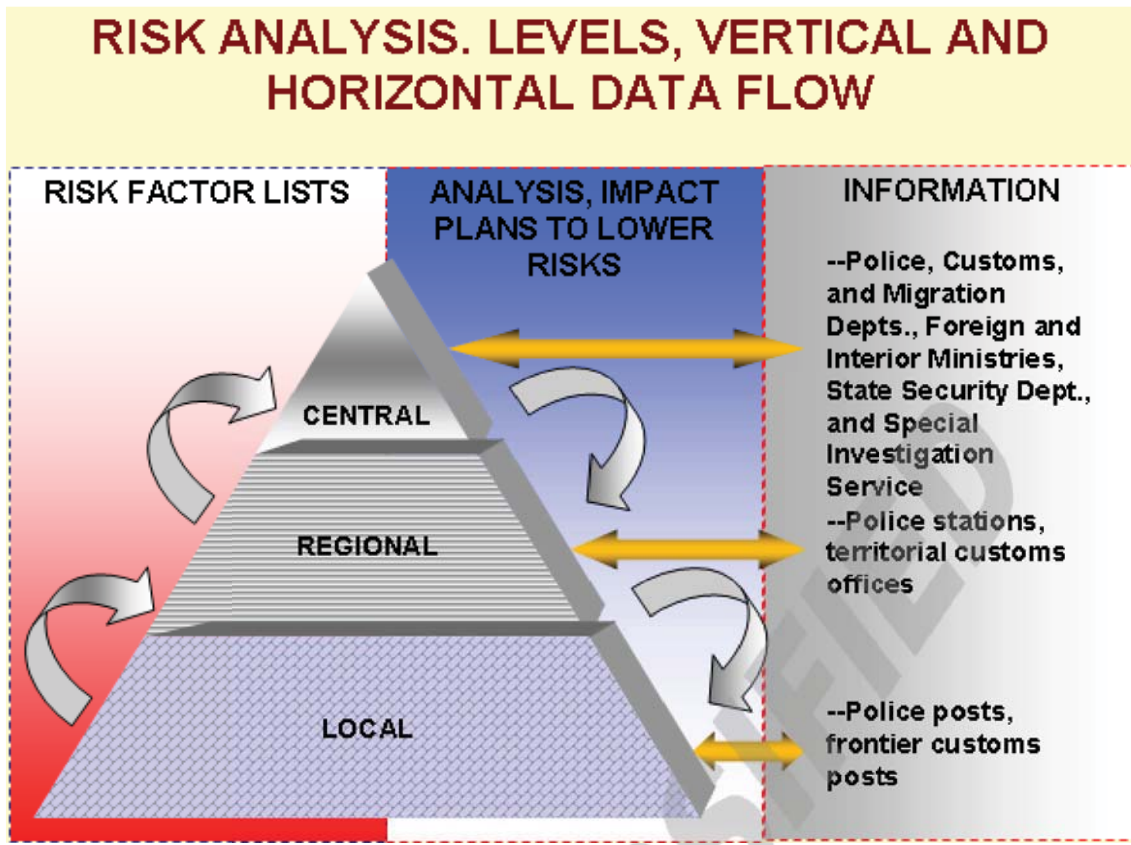 RISK ANALYSIS. LEVELS, VERTICAL AND
HORIZONTAL DATA FLOW
RISK FACTOR LISTS
ANALYSIS, IMPACT
PLANS TO LOWER
RISKS
INFORMATION
CENTRAL
REGIONAL
LOCAL
--Police, Customs,
and Migration
Depts., Foreign and
Interior Ministries,
State Security Dept.,
and Special
Investigation
Service
--Police stations,
territorial customs
offices
--Police posts,
frontier customs
posts
SIFIED